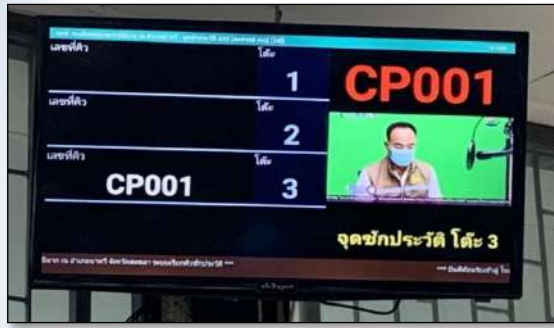 เลขที่คิว โต๊ะ
1
CP001
เลขที่คิว โต๊ะ
2
เลขที่คิว โต๊ะ
CP001 3
จุดซักประวัติ โต๊ะ 3